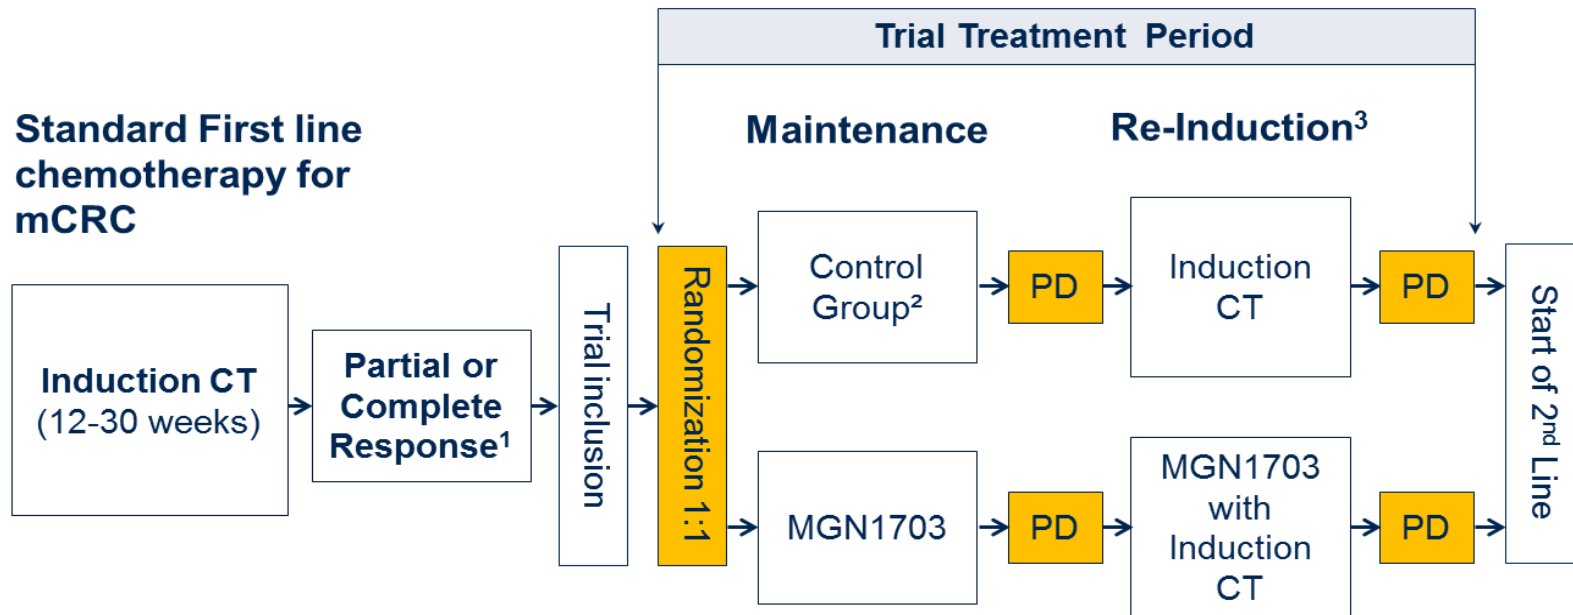 Trial Treatment Period
Standard First line
chemotherapy for
mCRC
Maintenance
Re-Induction³
Induction CT
(12-30 weeks)
Partial or
Complete
Response¹
Trial inclusion
Randomization 1:1
Control
Group²
PD
Induction
CT
PD
MGN1703
PD
MGN1703
with
Induction
CT
PD
Start of 2nd Line